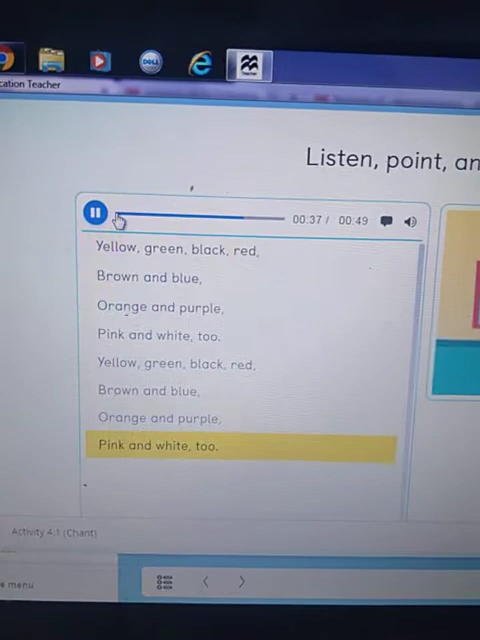 DELL
Teacher
cation Teacher
Listen, point, an
00:37 / 00:49
Yellow, green, black, red,
Brown and blue,
Orange and purple,
Pink and white, too.
Yellow, green, black, red,
Brown and blue,
Orange and purple,
Pink and white, too.
Activity 4.1 (Chant)
e menu